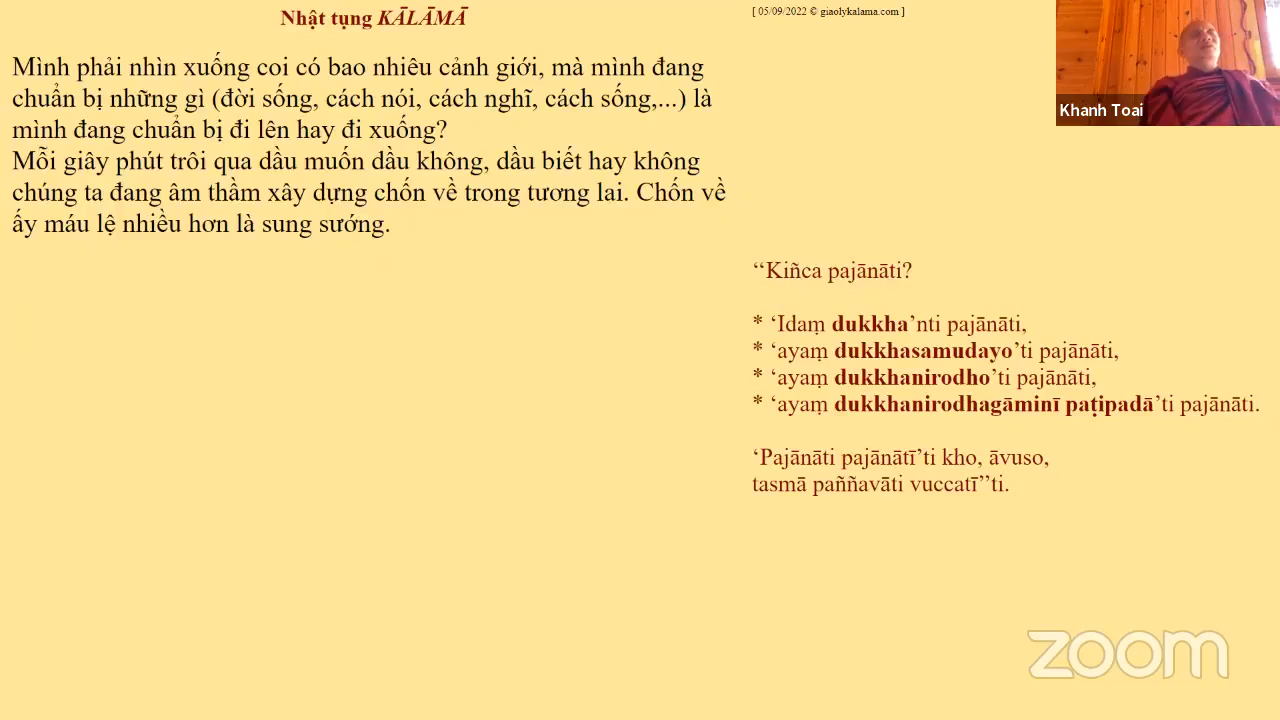 Nhật tụng KĀLĀMĀ
[ 05/09/2022 © giaolykalama.com ]
Khanh Toai
Mình phải nhìn xuống coi có bao nhiêu cảnh giới, mà mình đang
chuẩn bị những gì (đời sống, cách nói, cách nghĩ, cách sống,...) là
mình đang chuẩn bị đi lên hay đi xuống?
Mỗi giây phút trôi qua dầu muốn dầu không, dầu biết hay không
chúng ta đang âm thầm xây dựng chốn về trong tương lai. Chốn về
ấy máu lệ nhiều hơn là sung sướng.
‘‘Kiñca pajānāti?
* ‘Idaṃ dukkha’nti pajānāti,
* ‘ayaṃ dukkhasamudayo’ti pajānāti,
* ‘ayaṃ dukkhanirodho’ti pajānāti,
* ‘ayaṃ dukkhanirodhagāminī paṭipadā’ti pajānāti.
‘Pajānāti pajānātī’ti kho, āvuso,
tasmā paññavāti vuccatī’’ti.
zoom